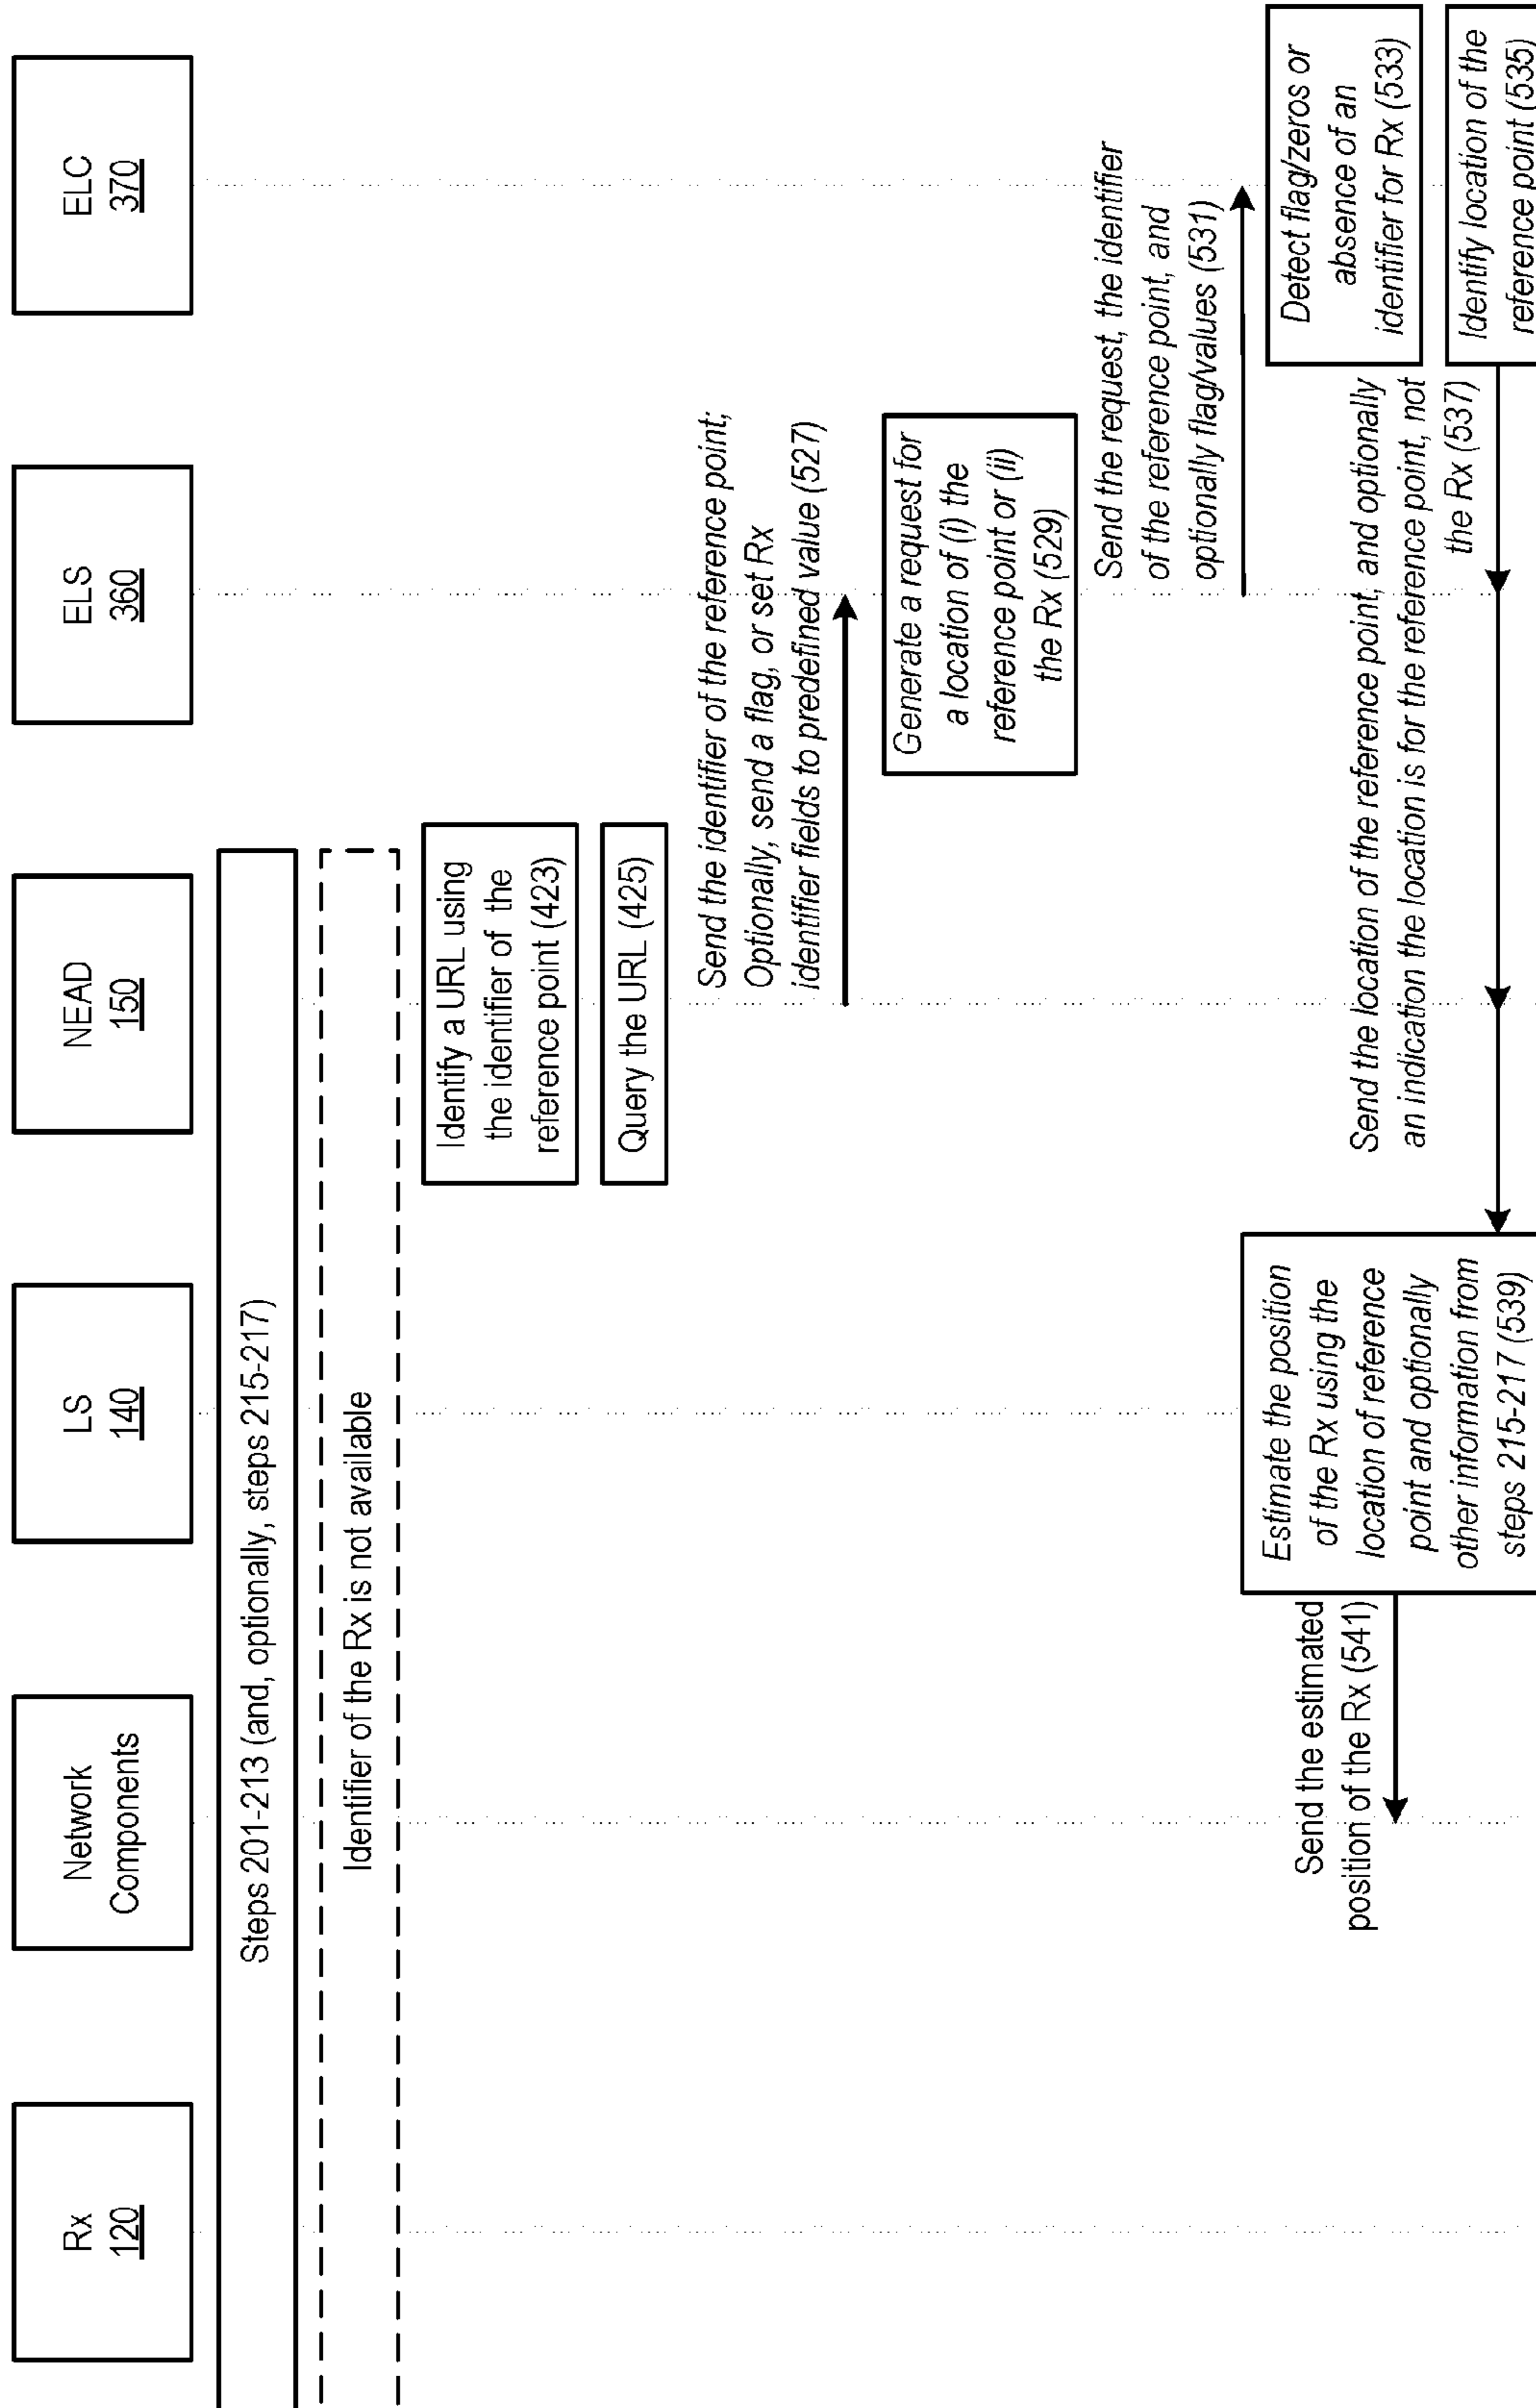 Rx
120
Network
Components
LS
140
NEAD
150
ELS
360
ELC
370
Steps 201-213 (and, optionally, steps 215-217)
Identifier of the Rx is not available
Identify a URL using
the identifier of the
reference point (423)
Query the URL (425)
Send the identifier of the reference point;
Optionally, send a flag, or set Rx
identifier fields to predefined value (527)
Generate a request for
a location of (i) the
reference point or (ii)
the Rx (529)
Send the request, the identifier
of the reference point, and
optionally flag/values (531)
Detect flag/zeros or
absence of an
identifier for Rx (533)
Identify location of the
reference point (535)
Send the location of the reference point, and optionally
an indication the location is for the reference point, not
the Rx (537)
Estimate the position
of the Rx using the
location of reference
point and optionally
other information from
steps 215-217 (539)
Send the estimated
position of the Rx (541)